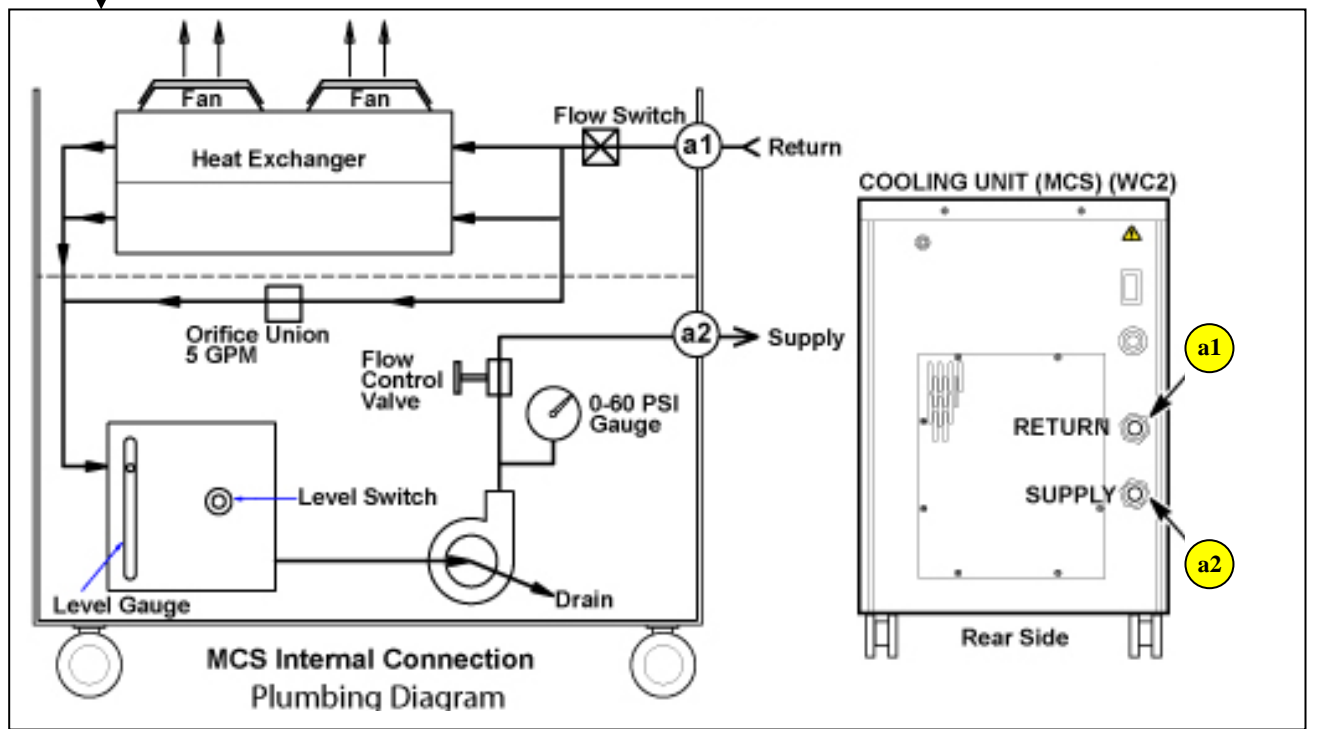 Fan
Fan
Flow Switch
Heat Exchanger
a1
Return
COOLING UNIT (MCS) (WC2)
Orifice Union
5 GPM
a2
Supply
Flow
Control
Valve
0-60 PSI
Gauge
a1
RETURN
Level Switch
SUPPLY
a2
Level Gauge
Drain
Rear Side
MCS Internal Connection
Plumbing Diagram